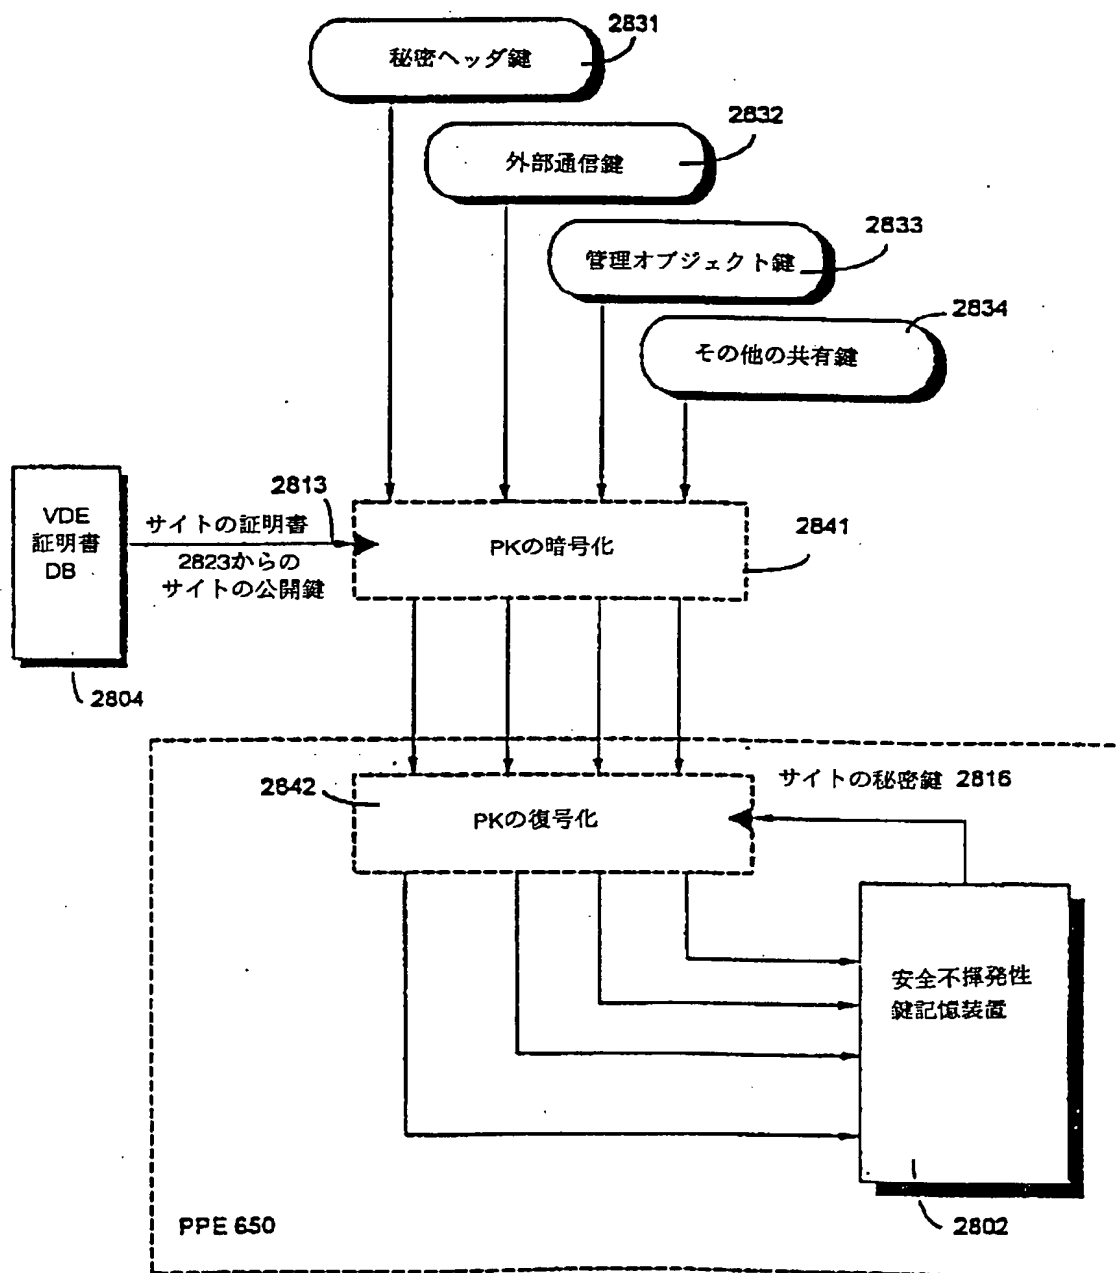 2831
秘密ヘッダ鍵
2832
外部通信鍵
2833
管理オブジェクト鍵
2834
その他の共有鍵
2813
VDE
証明書
DB
サイトの証明書
2823からの
サイトの公開鍵
PKの暗号化
2841
2804
2842
PKの復号化
サイトの秘密鍵 2816
安全不揮発性
鍵記憶装置
PPE 650
2802